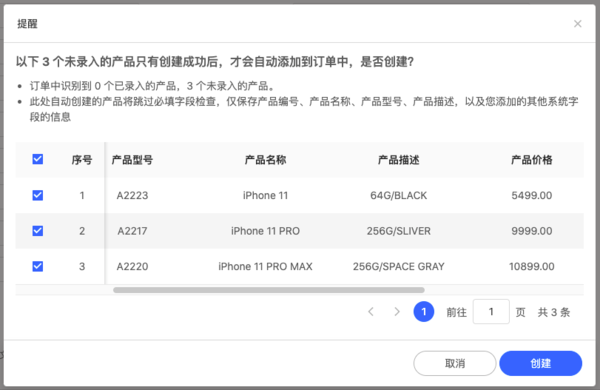 提醒
以下 3 个未录入的产品只有创建成功后，才会自动添加到订单中，是否创建？
订单中识别到 0 个已录入的产品，3 个未录入的产品。
此处自动创建的产品将跳过必填字段检查，仅保存产品编号、产品名称、产品型号、产品描述，以及您添加的其他系统字
段的信息
序号 产品型号 产品名称 产品描述 产品价格
1 A2223 iPhone 11 64G/BLACK 5499.00
2 A2217 iPhone 11 PRO 256G/SLIVER 9999.00
3 A2220 iPhone 11 PRO MAX 256G/SPACE GRAY 10899.00
1 前往 1 页 共 3 条
取消 创建